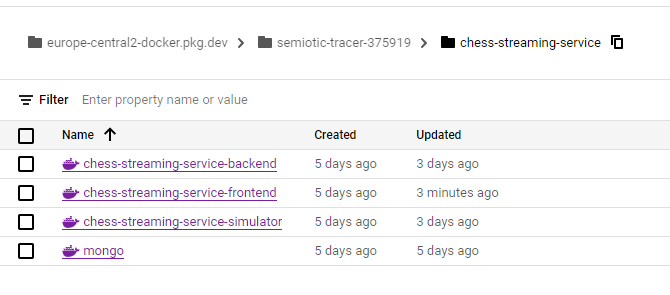 europe-central2-docker.pkg.dev > semiotic-tracer-375919 > chess-streaming-service
Filter Enter property name or value
Name Created Updated
chess-streaming-service-backend 5 days ago 3 days ago
chess-streaming-service-frontend 5 days ago 3 minutes ago
chess-streaming-service-simulator 5 days ago 3 days ago
mongo 5 days ago 5 days ago